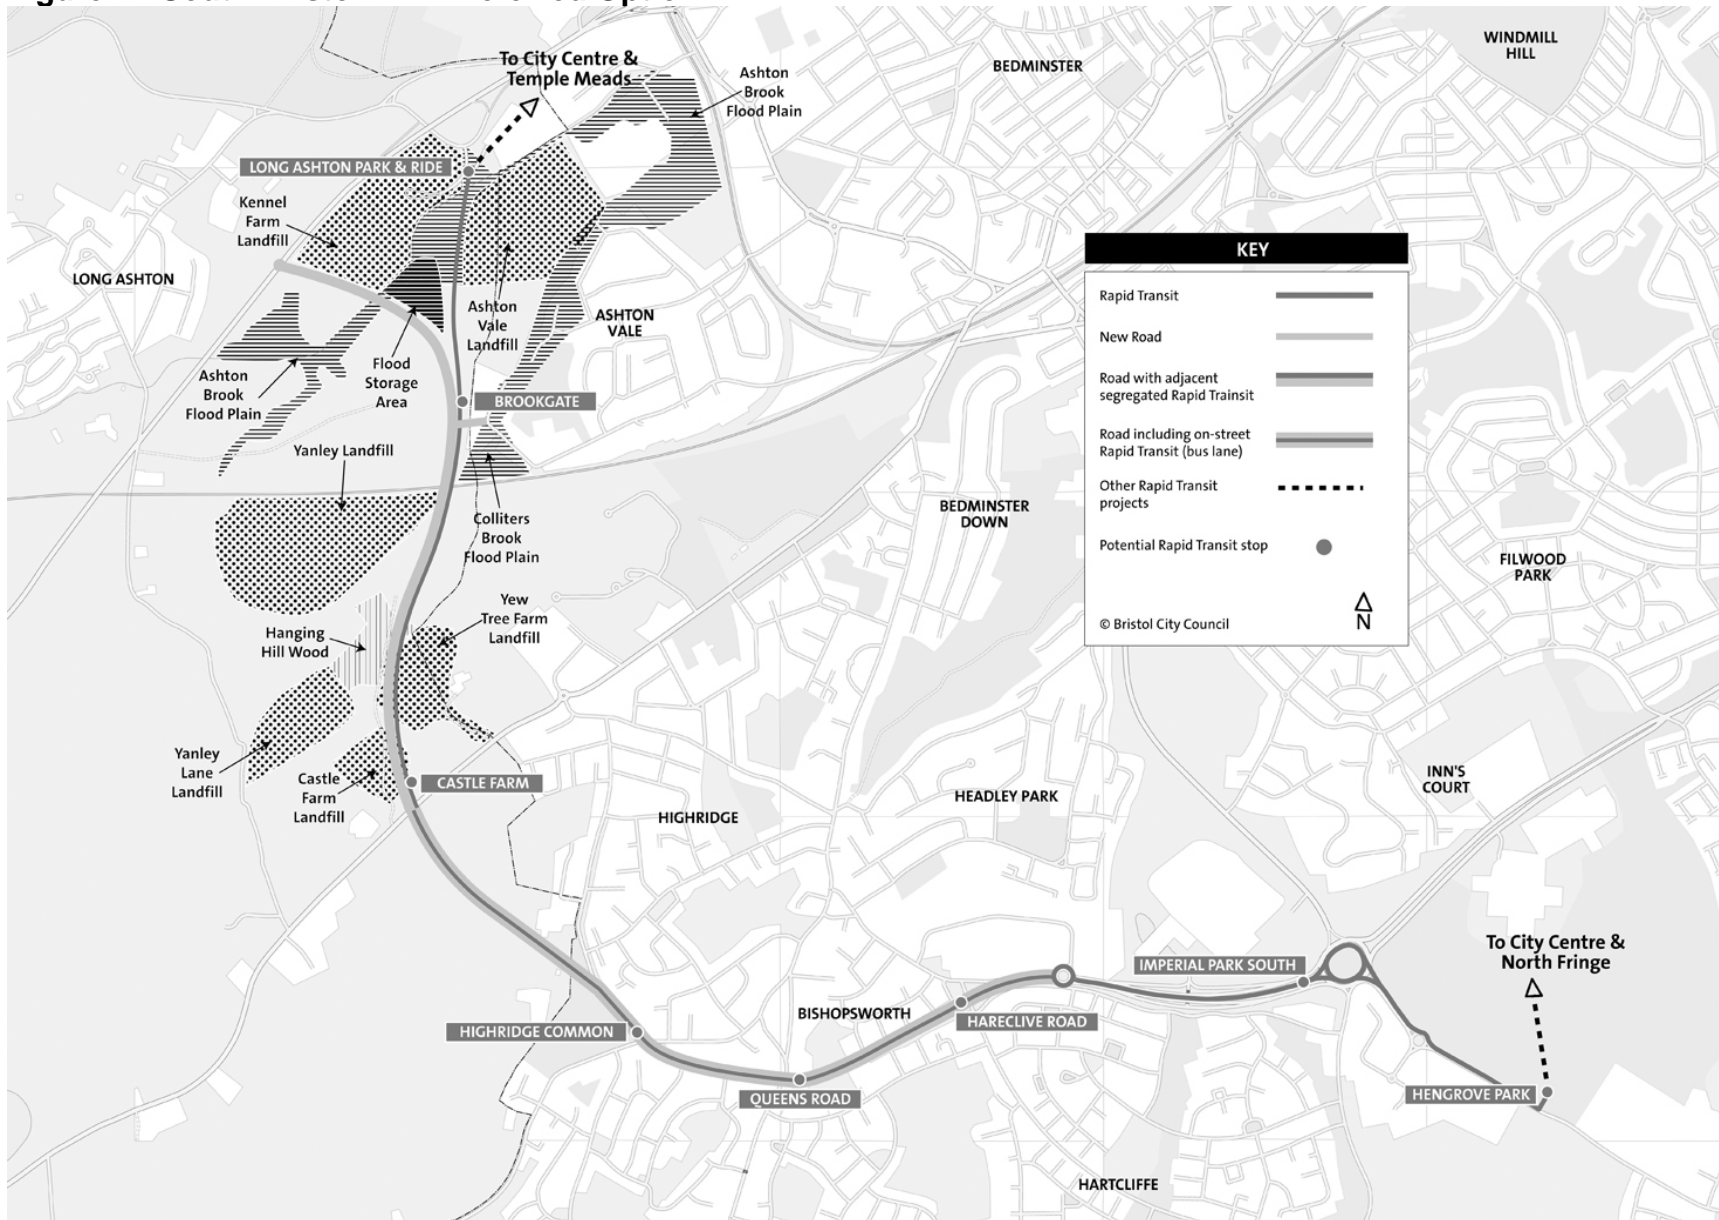 To City Centre &
Temple Meads
Ashton
Brook
Flood Plain
BEDMINSTER
WINDMILL
HILL
LONG ASHTON PARK & RIDE
Kennel
Farm
Landfill
LONG ASHTON
Ashton
Vale
Landfill
ASHTON
VALE
Flood
Storage
Area
Ashton
Brook
Flood Plain
BROOKGATE
Yanley Landfill
Colliters
Brook
Flood Plain
BEDMINSTER
DOWN
KEY
Rapid Transit
New Road
Road with adjacent
segregated Rapid Trainsit
Road including on-street
Rapid Transit (bus lane)
Other Rapid Transit
projects
Potential Rapid Transit stop
© Bristol City Council
N
FILWOOD
PARK
Yew
Tree Farm
Landfill
Hanging
Hill Wood
Yanley
Lane
Landfill
Castle
Farm
Landfill
CASTLE FARM
HIGHRIDGE
HEADLEY PARK
INN'S
COURT
To City Centre &
North Fringe
IMPERIAL PARK SOUTH
BISHOPSWORTH
HARECLIVE ROAD
HIGHRIDGE COMMON
QUEENS ROAD
HENGROVE PARK
HARTCLIFFE